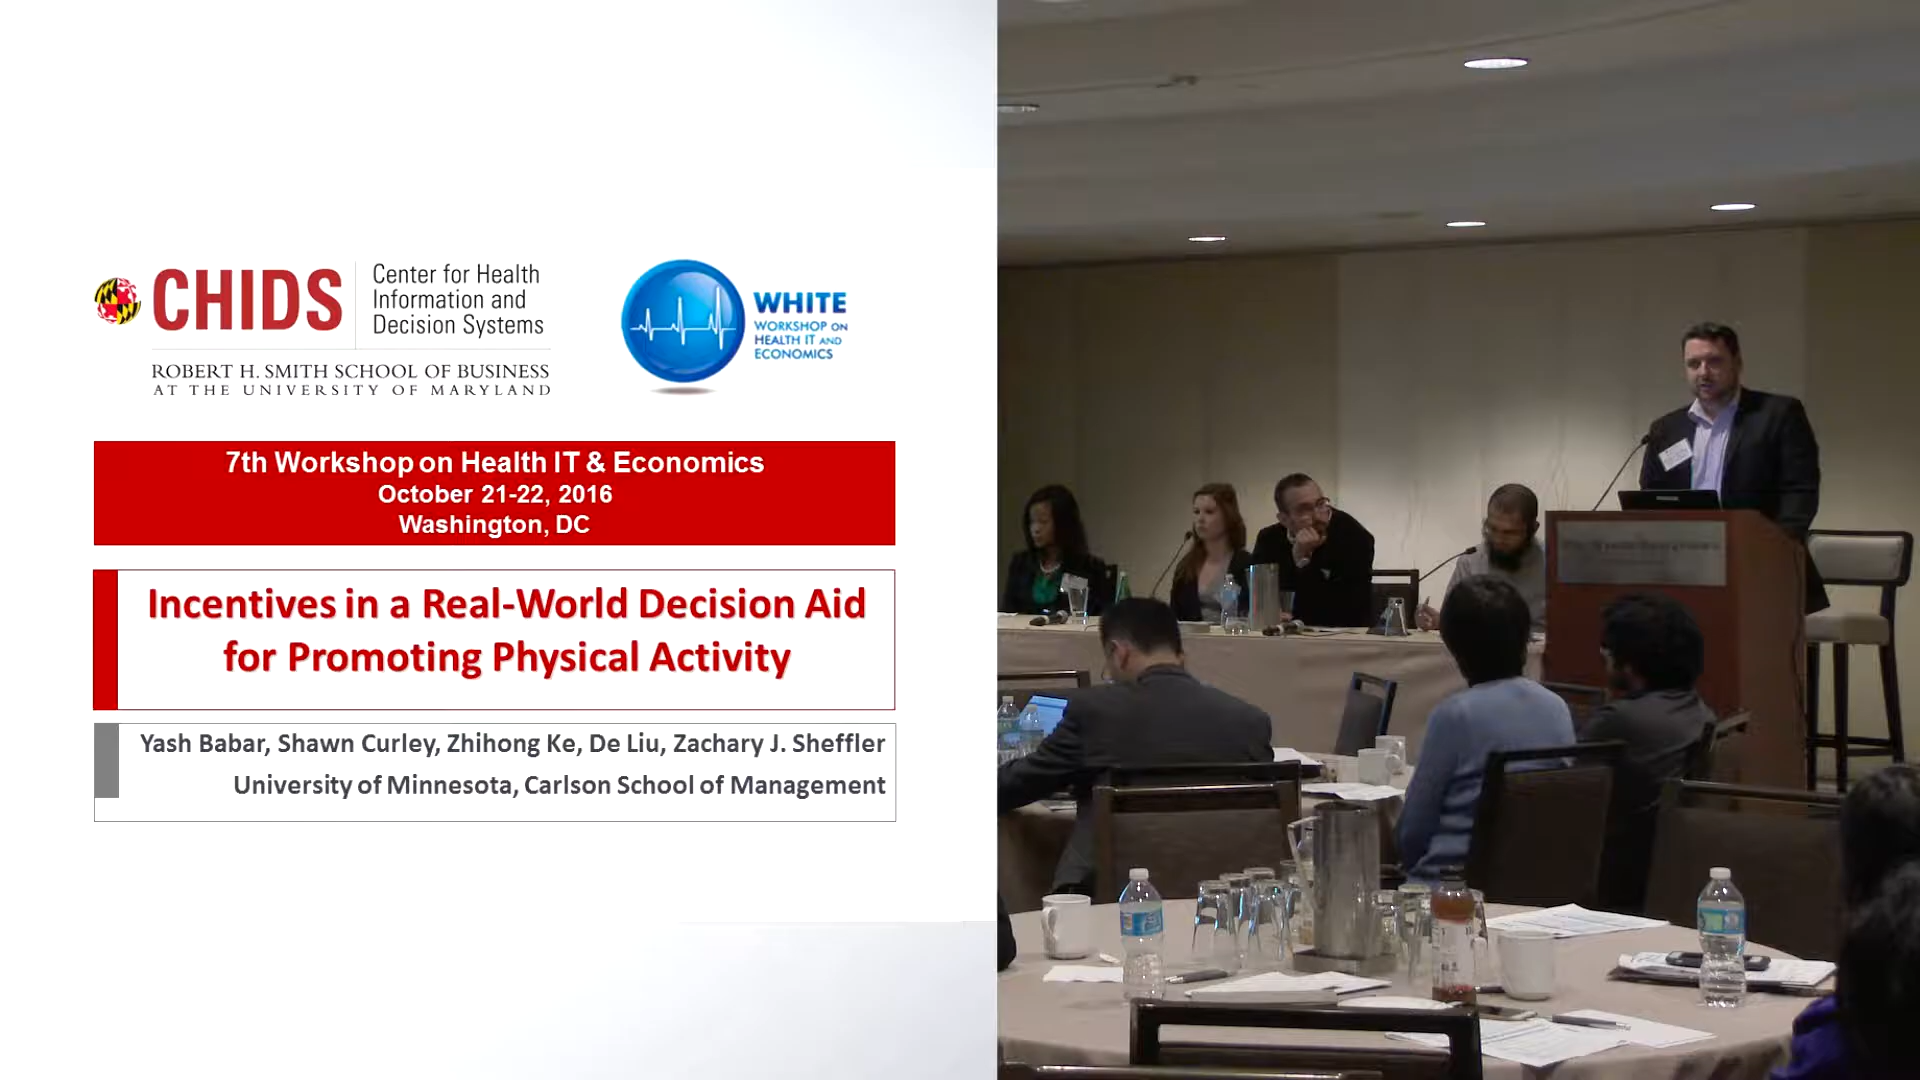 CHIDS
Center for Health
Information and
Decision Systems
ROBERT H. SMITH SCHOOL OF BUSINESS
AT THE UNIVERSITY OF MARYLAND
WHITE
WORKSHOP ON
HEALTH IT AND
ECONOMICS
7th Workshop on Health IT & Economics
October 21-22, 2016
Washington, DC
Incentives in a Real-World Decision Aid
for Promoting Physical Activity
Yash Babar, Shawn Curley, Zhihong Ke, De Liu, Zachary J. Sheffler
University of Minnesota, Carlson School of Management